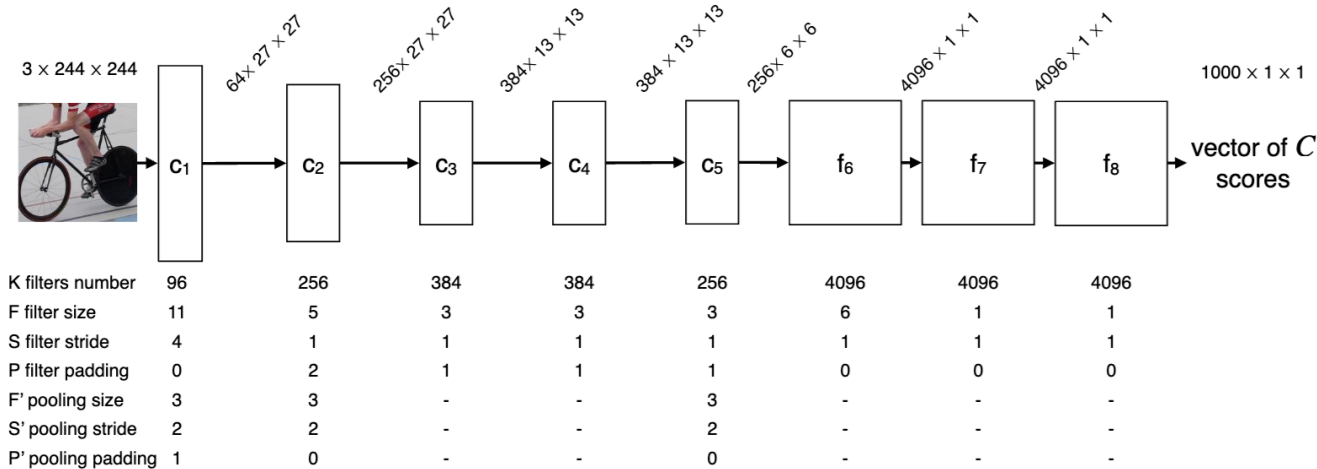 3 × 244 × 244
64× 27 × 27
256× 27 × 27
384× 13 × 13
384 × 13 × 13
256× 6 × 6
4096 × 1 × 1
4096 × 1 × 1
1000 × 1 × 1
c1
c2
c3
c4
c5
f6
f7
f8
vector of C
scores
K filters number 96 256 384 384 256 4096 4096 4096
F filter size 11 5 3 3 3 6 1 1
S filter stride 4 1 1 1 1 1 1 1
P filter padding 0 2 1 1 1 0 0 0
F' pooling size 3 3 - - 3 - - -
S' pooling stride 2 2 - - 2 - - -
P' pooling padding 1 0 - - 0 - - -